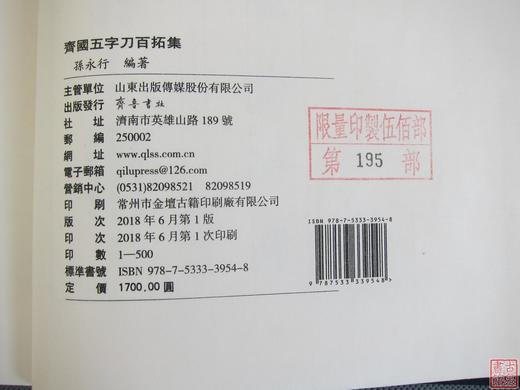 齊國五字刀百拓集
孫永行 編著
主管單位 山東出版傳媒股份有限公司
出版發行 齊魯書社
社 址 濟南市英雄山路189號
郵 編 250002
網 址 www.qlss.com.cn
電子郵箱 qilupress@126.com
營銷中心 (0531)82098521 82098519
印 刷 常州市金壇古籍印刷廠有限公司
版 次 2018年6月第1版
印 次 2018年6月第1次印刷
印 數 1—500
標準書號 ISBN 978-7-5333-3954-8
定 價 1700.00圓
限量印製伍佰部
第 195 部
ISBN 978-7-5333-3954-8
9 787533 339548